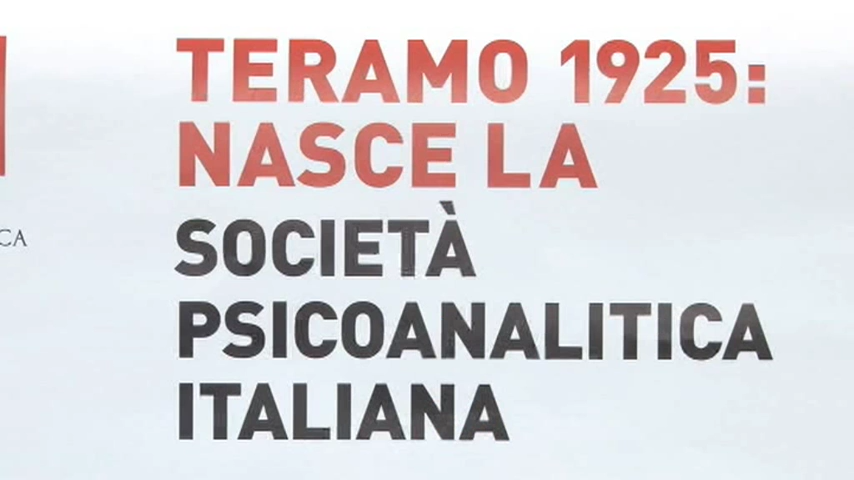 TERAMO 1925:
NASCE LA
SOCIETÀ
PSICOANALITICA
ITALIANA